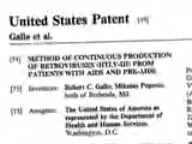 United States Patent [19]
Gallo et al.
[54] METHOD OF CONTINUOUS PRODUCTION
OF RETROVIRUSES (HTLV-III) FROM
PATIENTS WITH AIDS AND PRE-AIDS
[75] Inventors: Robert C. Gallo; Mikulas Popovic,
both of Bethesda, Md.
[73] Assignee: The United States of America as
represented by the Department of
Health and Human Services,
Washington, D.C.